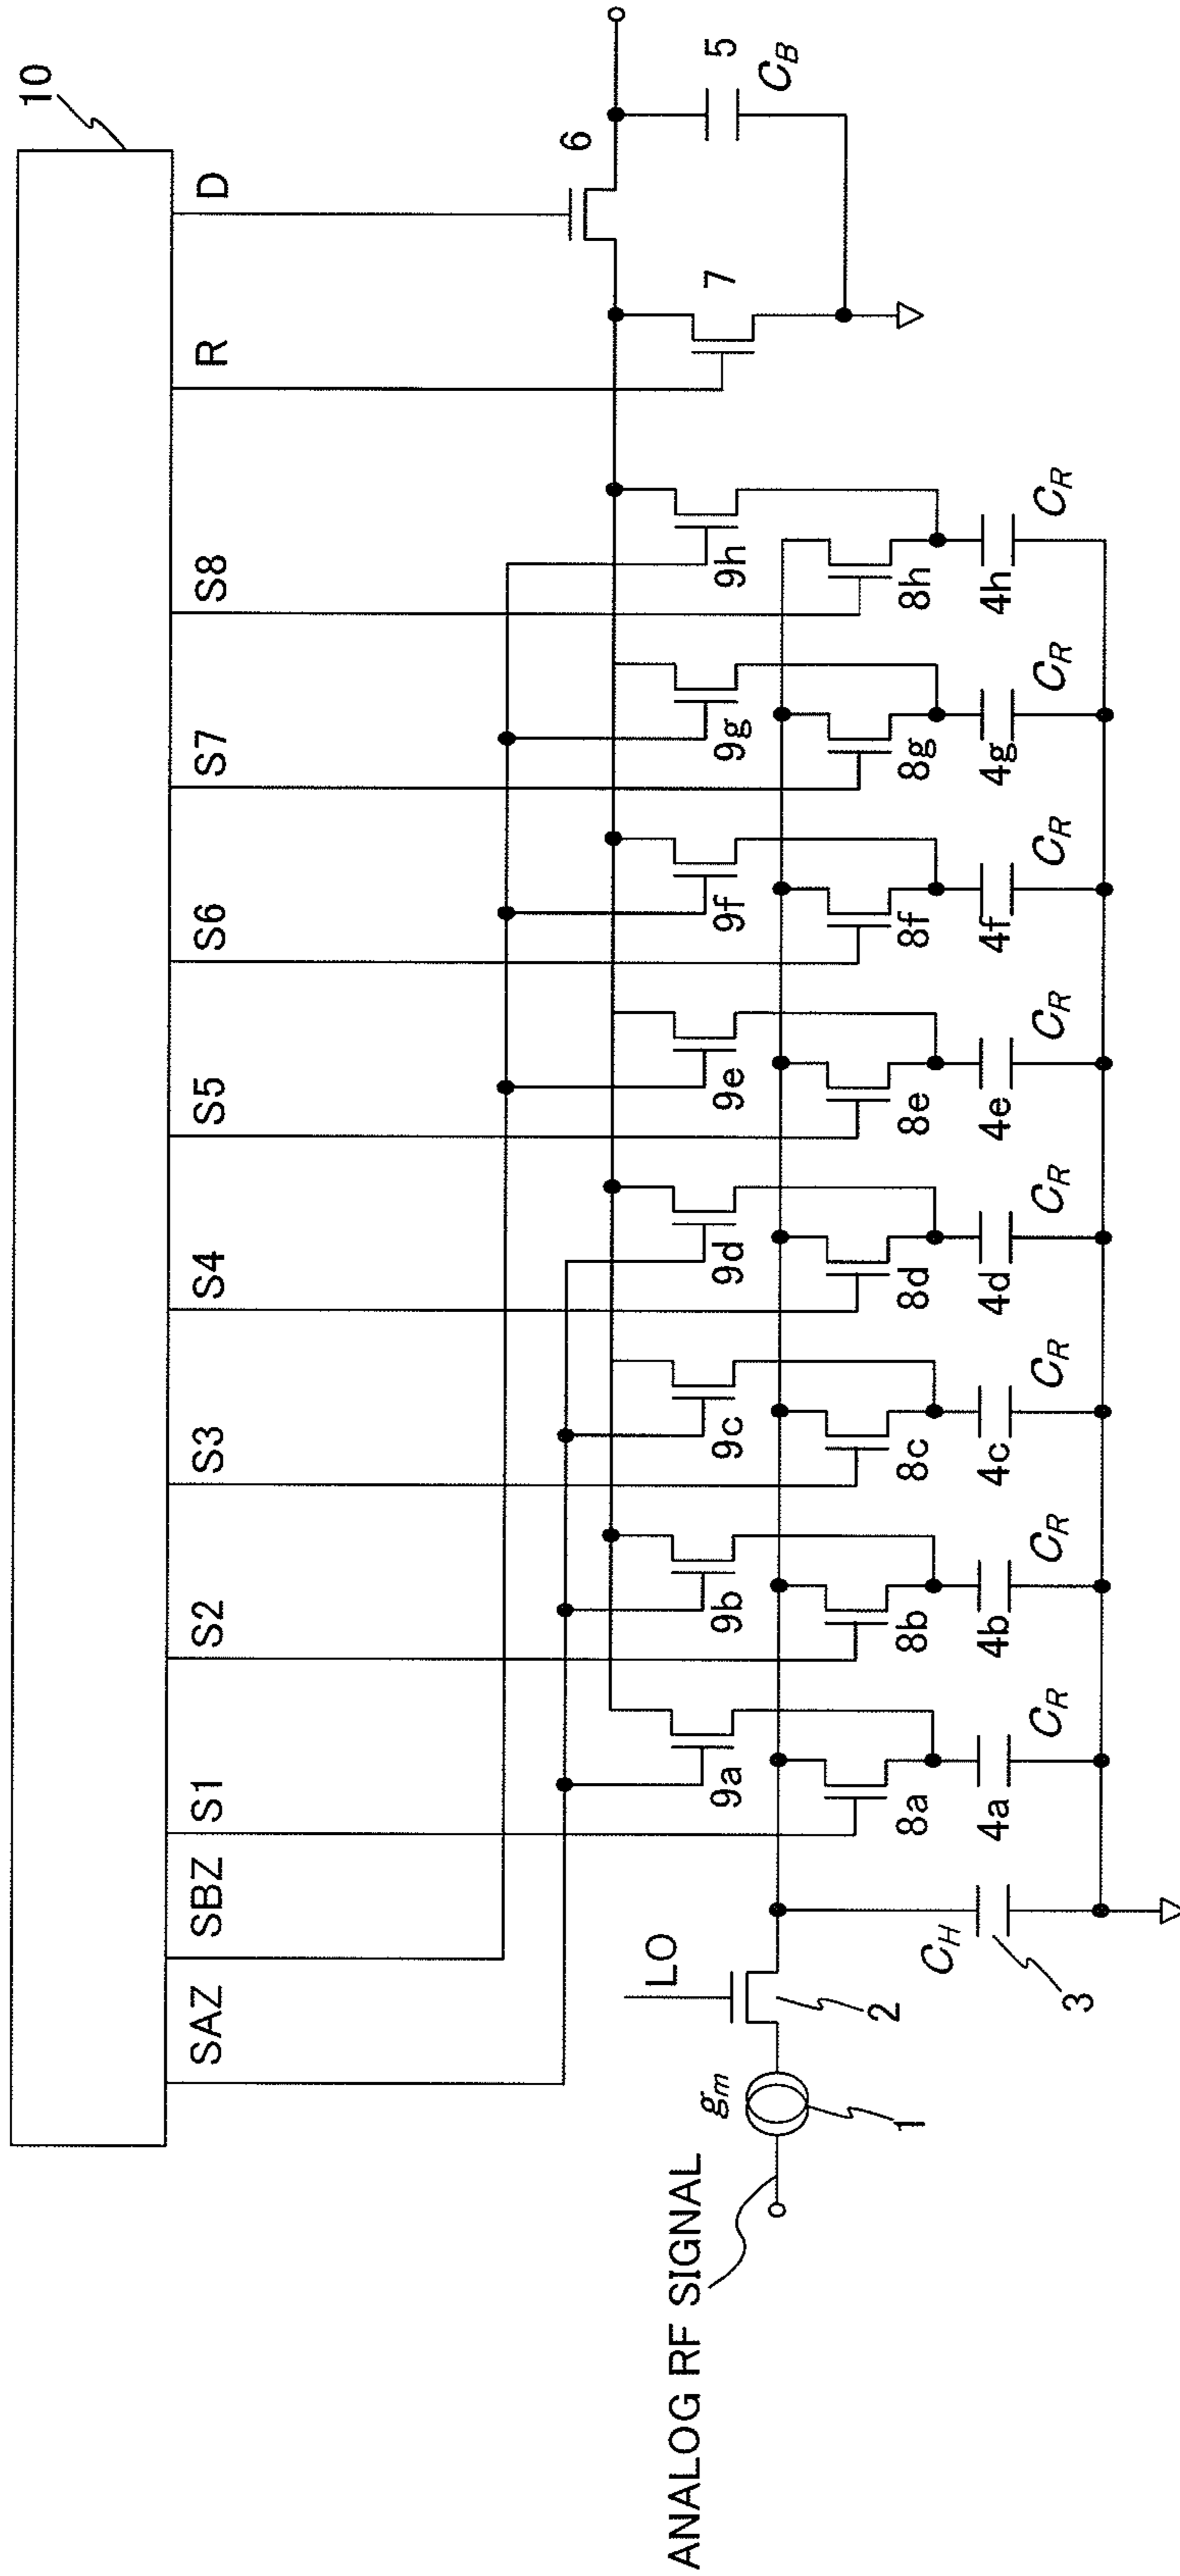 10
SAZ
SBZ
S1
S2
S3
S4
S5
S6
S7
S8
R
D
6
5
C_B
7
9a
9b
9c
9d
9e
9f
9g
9h
LO
g_m
1
2
ANALOG RF SIGNAL
8a
8b
8c
8d
8e
8f
8g
8h
C_H
3
4a
C_R
4b
C_R
4c
C_R
4d
C_R
4e
C_R
4f
C_R
4g
C_R
4h
C_R